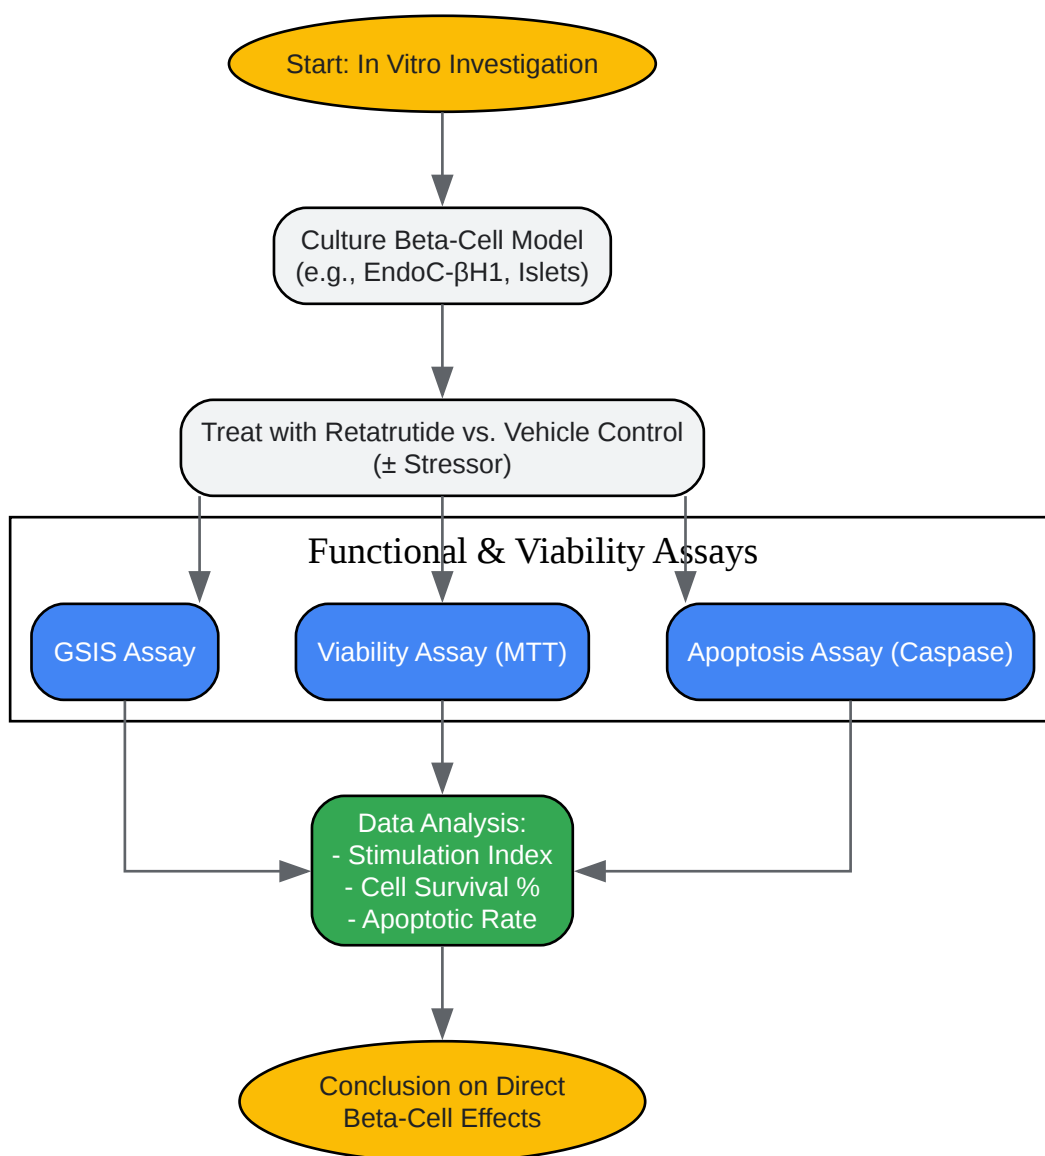 Start: In Vitro Investigation
Culture Beta-Cell Model
(e.g., EndoC-βH1, Islets)
Treat with Retatrutide vs. Vehicle Control
(± Stressor)
Functional & Viability Assays
GSIS Assay
Viability Assay (MTT)
Apoptosis Assay (Caspase)
Data Analysis:
- Stimulation Index
- Cell Survival %
- Apoptotic Rate
Conclusion on Direct
Beta-Cell Effects